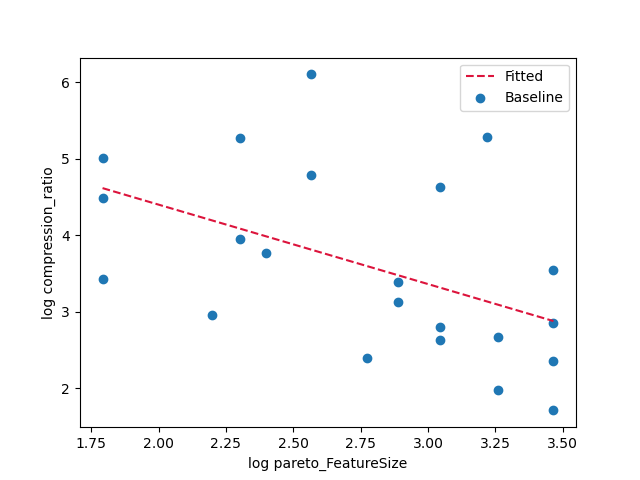 Fitted
Baseline
6
5
4
3
2
log compression_ratio
1.75 2.00 2.25 2.50 2.75 3.00 3.25 3.50
log pareto_FeatureSize